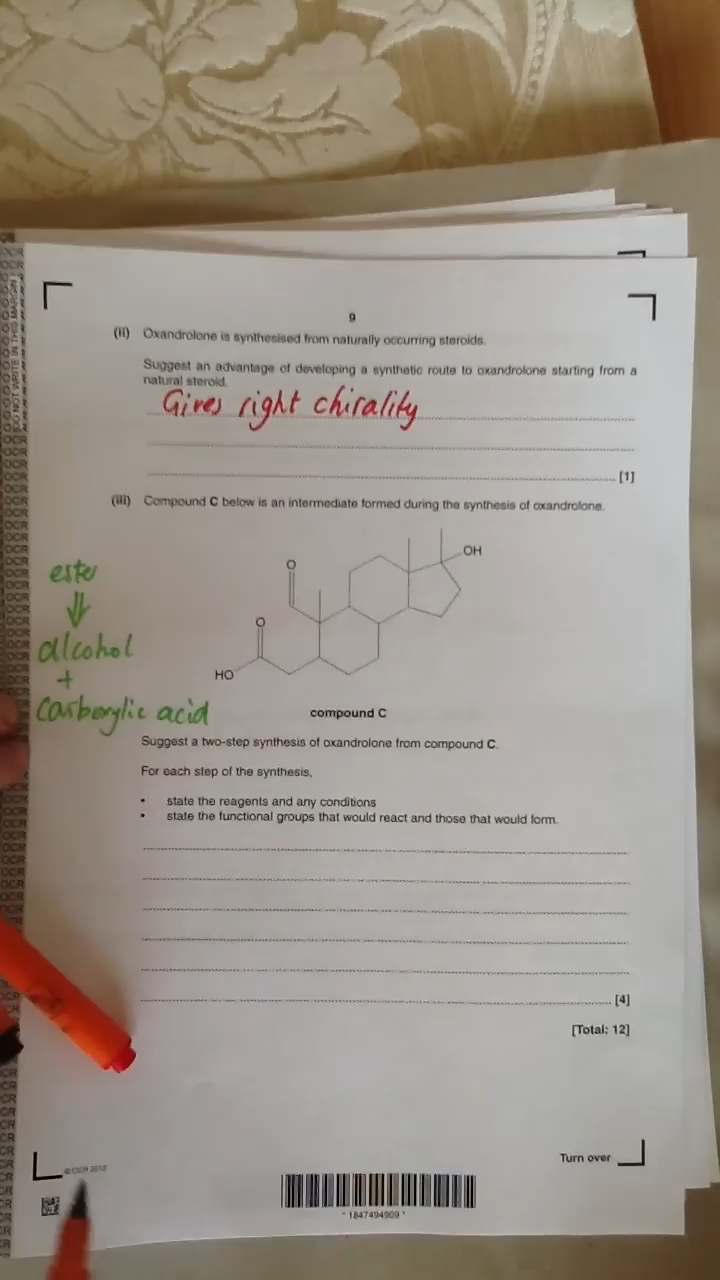 9
(ii) Oxandrolone is synthesised from naturally occurring steroids.
Suggest an advantage of developing a synthetic route to oxandrolone starting from a
natural steroid.
Gives right chirality
[1]
(iii) Compound C below is an intermediate formed during the synthesis of oxandrolone.
O
OH
O
HO
ester
⇓
alcohol
+
Carboxylic acid
compound C
Suggest a two-step synthesis of oxandrolone from compound C.
For each step of the synthesis,
• state the reagents and any conditions
• state the functional groups that would react and those that would form.
[4]
[Total: 12]
© OCR 2012
Turn over
* 1847494909 *